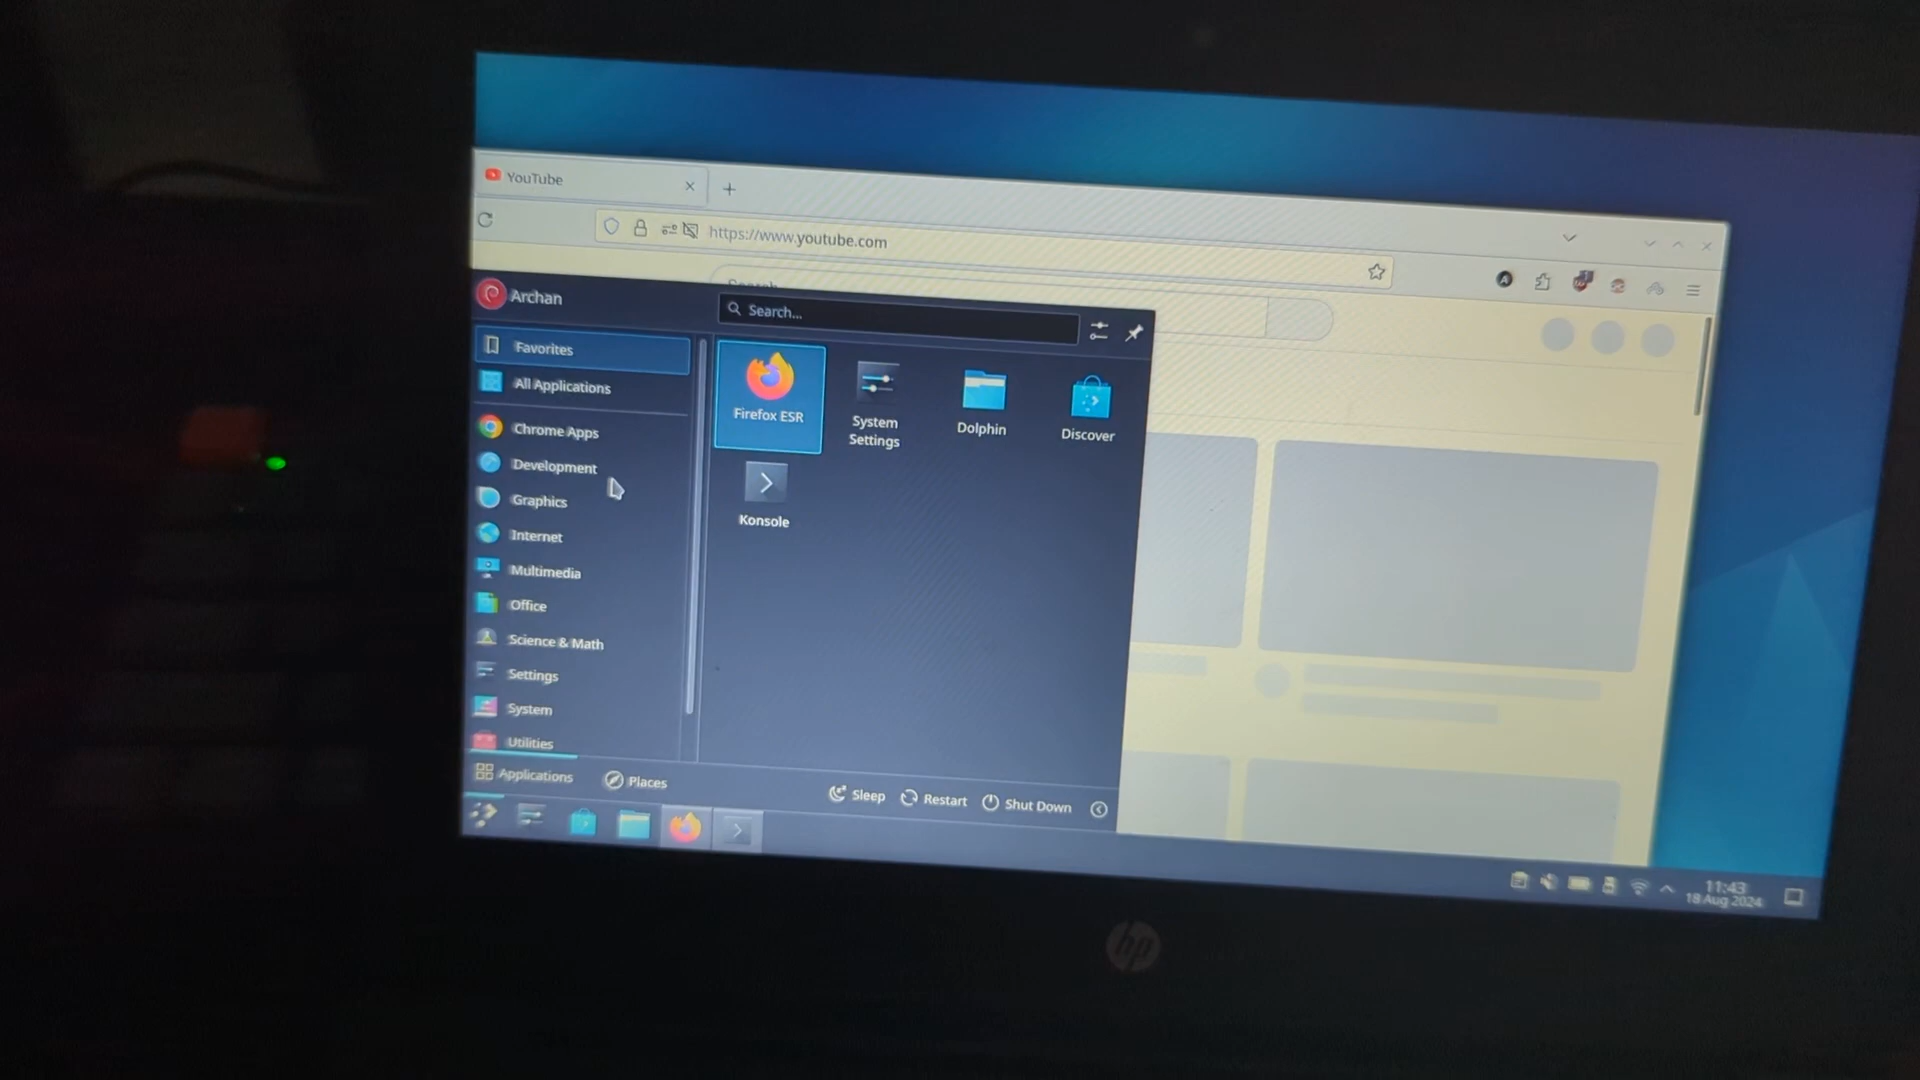 YouTube
https://www.youtube.com
Archan
Search...
Favorites
All Applications
Chrome Apps
Development
Graphics
Internet
Multimedia
Office
Science & Math
Settings
System
Utilities
Firefox ESR
System
Settings
Dolphin
Discover
Konsole
Applications
Places
Sleep
Restart
Shut Down
11:43
18 Aug 2024
hp